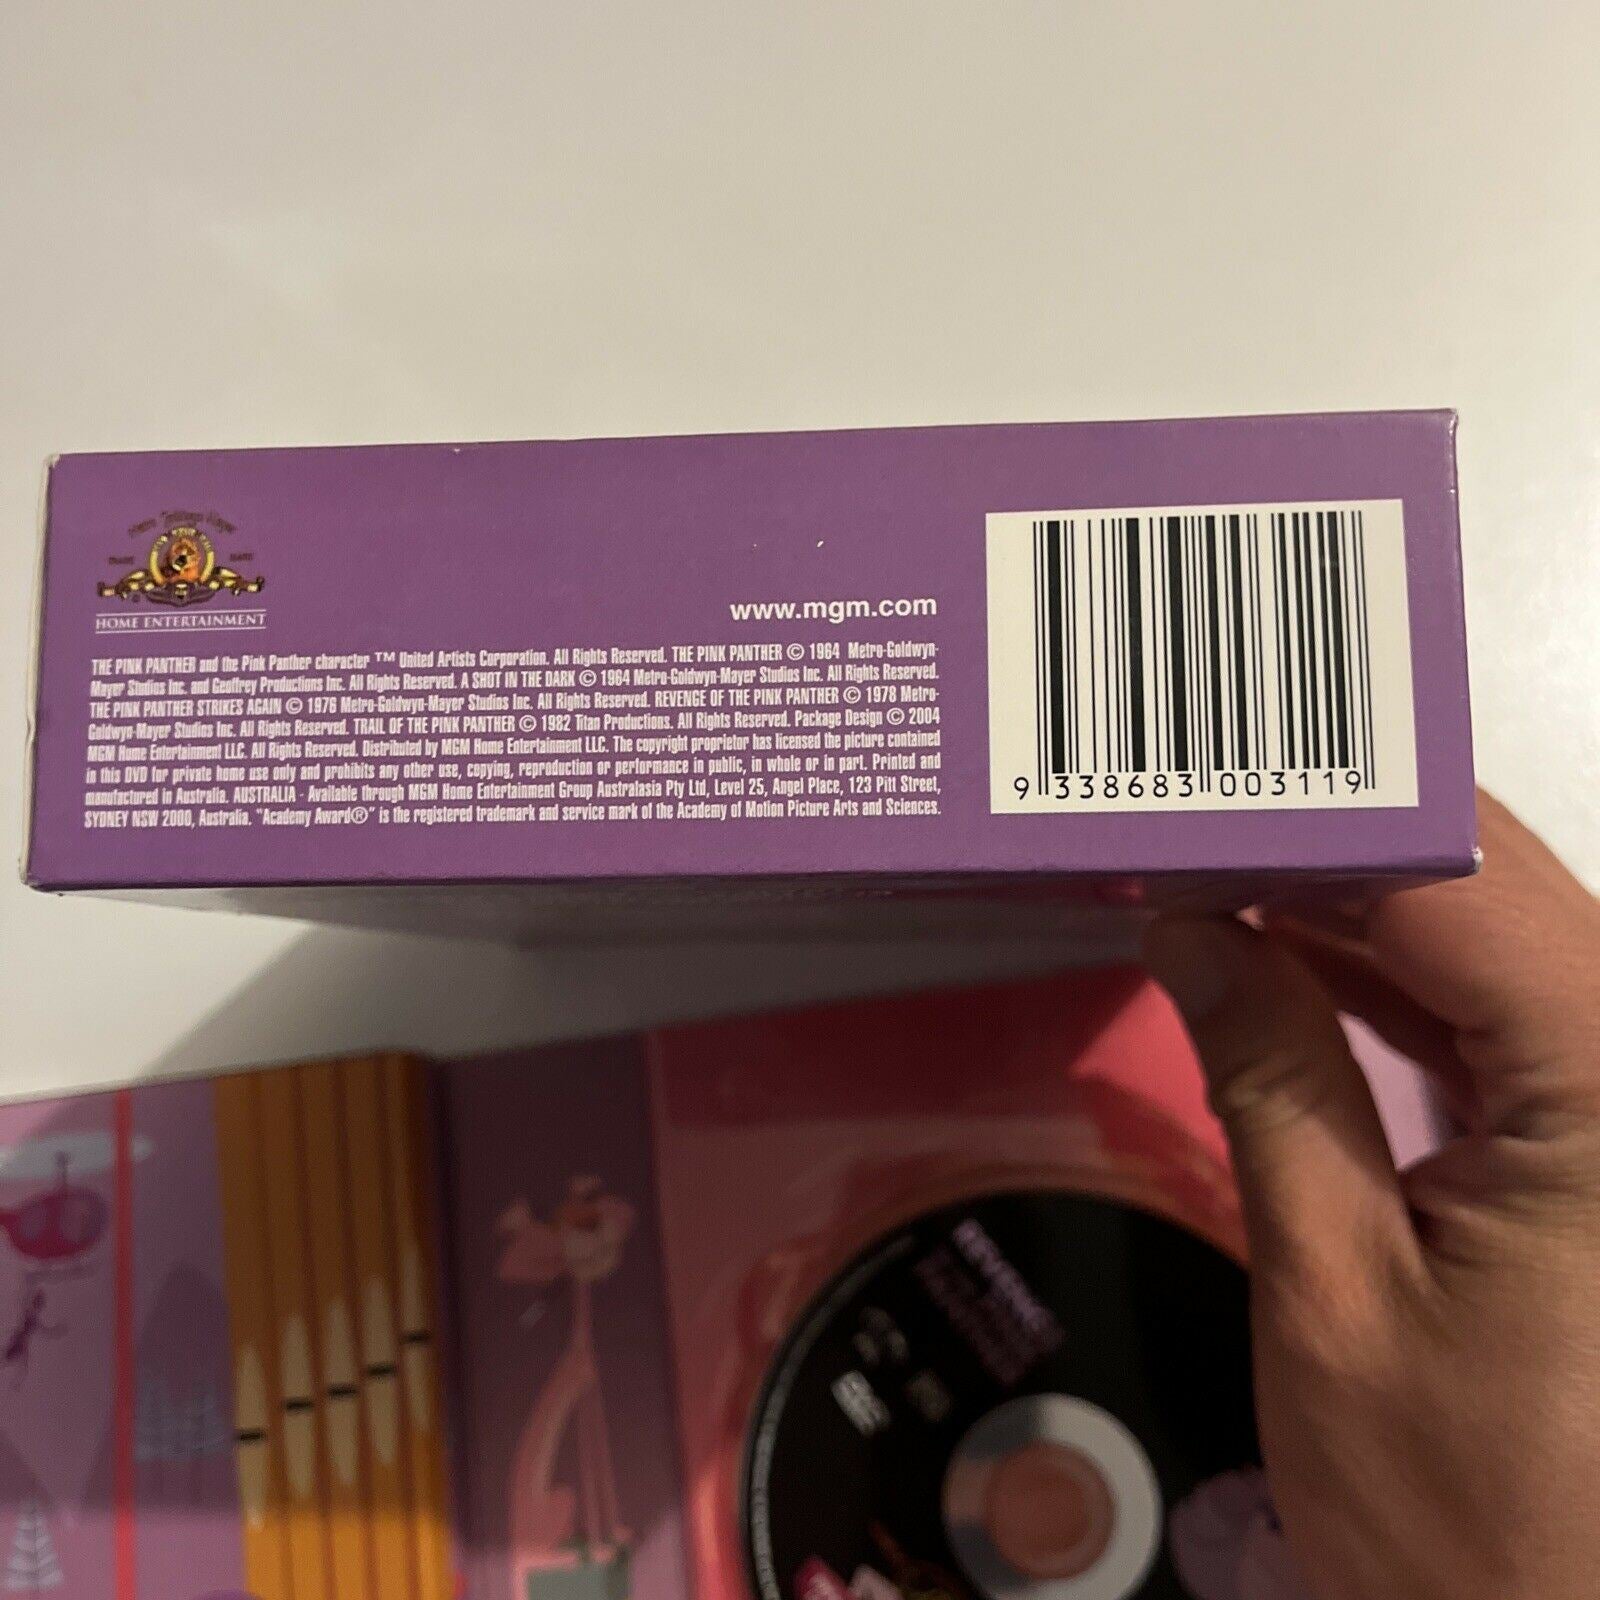 Metro Goldwyn Mayer
TRADE MARK
HOME ENTERTAINMENT
www.mgm.com
THE PINK PANTHER and the Pink Panther character ™ United Artists Corporation. All Rights Reserved. THE PINK PANTHER © 1964 Metro-Goldwyn-
Mayer Studios Inc. and Geoffrey Productions Inc. All Rights Reserved. A SHOT IN THE DARK © 1964 Metro-Goldwyn-Mayer Studios Inc. All Rights Reserved.
THE PINK PANTHER STRIKES AGAIN © 1976 Metro-Goldwyn-Mayer Studios Inc. All Rights Reserved. REVENGE OF THE PINK PANTHER © 1978 Metro-
Goldwyn-Mayer Studios Inc. All Rights Reserved. TRAIL OF THE PINK PANTHER © 1982 Titan Productions. All Rights Reserved. Package Design © 2004
MGM Home Entertainment LLC. All Rights Reserved. Distributed by MGM Home Entertainment LLC. The copyright proprietor has licensed the picture contained
in this DVD for private home use only and prohibits any other use, copying, reproduction or performance in public, in whole or in part. Printed and
manufactured in Australia. AUSTRALIA - Available through MGM Home Entertainment Group Australasia Pty Ltd, Level 25, Angel Place, 123 Pitt Street,
SYDNEY NSW 2000, Australia. "Academy Award®" is the registered trademark and service mark of the Academy of Motion Picture Arts and Sciences.
9 338683 003119
REVENGE